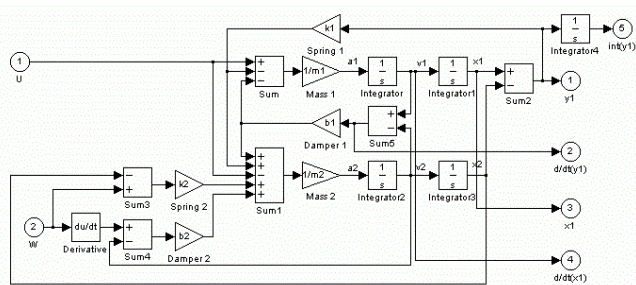 k1
1
s
5
Spring 1
Integrator4
int(y1)
1
U
+
−
−
Sum
1/m1
Mass 1
a1
1
s
Integrator
v1
1
s
Integrator1
x1
+
−
Sum2
1
y1
b1
Damper 1
+
−
Sum5
2
d/dt(y1)
+
+
−
+
+
Sum1
1/m2
Mass 2
a2
1
s
Integrator2
v2
1
s
Integrator3
x2
−
+
Sum3
k2
Spring 2
3
x1
2
W
du/dt
Derivative
+
−
Sum4
b2
Damper 2
4
d/dt(x1)